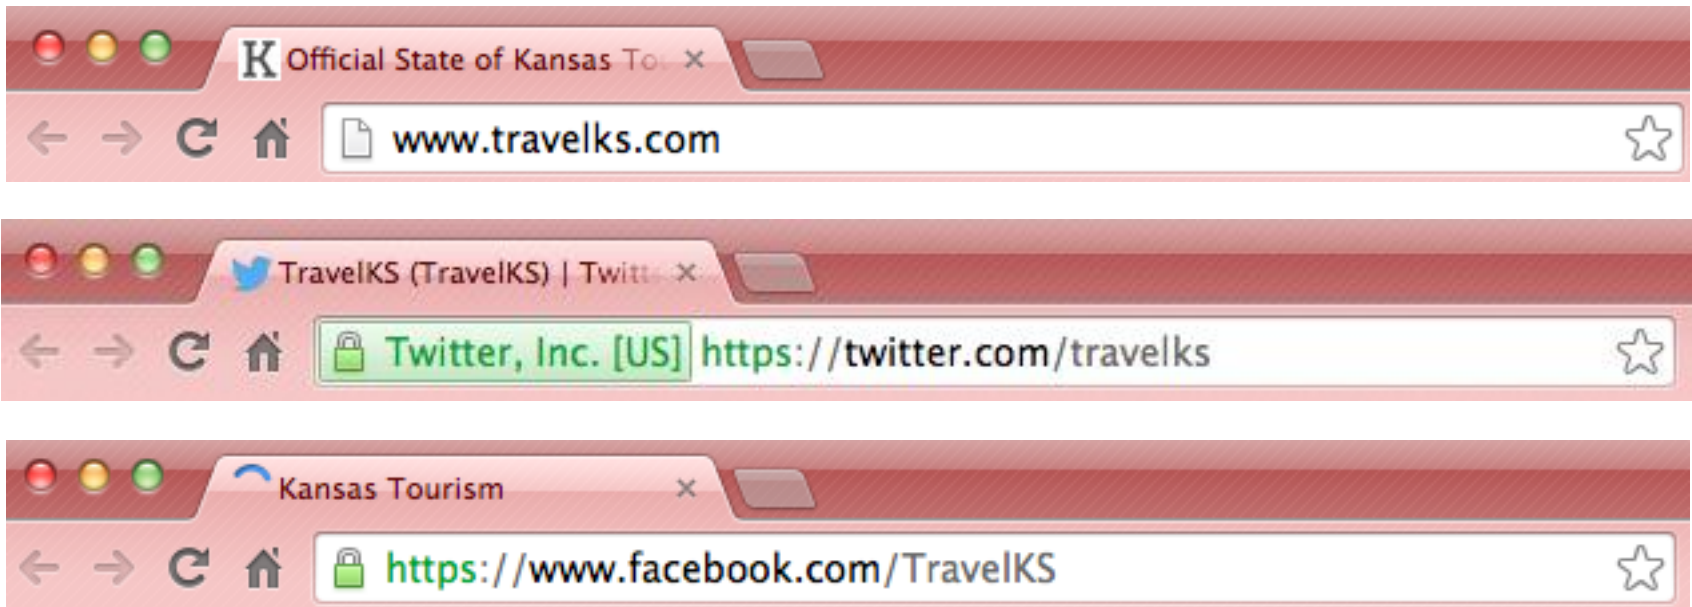 K Official State of Kansas To
www.travelks.com
TravelKS (TravelKS) | Twitte
Twitter, Inc. [US] https://twitter.com/travelks
Kansas Tourism
https://www.facebook.com/TravelKS